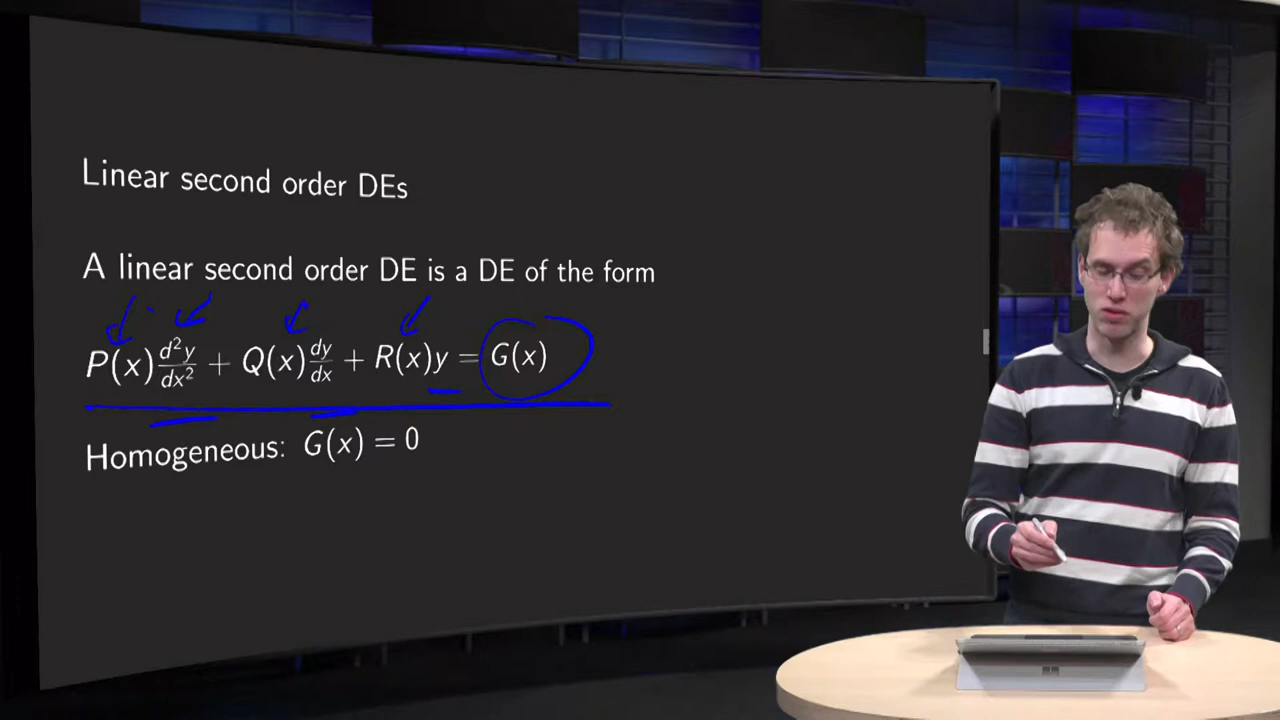 Linear second order DEs
A linear second order DE is a DE of the form
P(x) d²y/dx² + Q(x) dy/dx + R(x)y = G(x)
Homogeneous: G(x) = 0